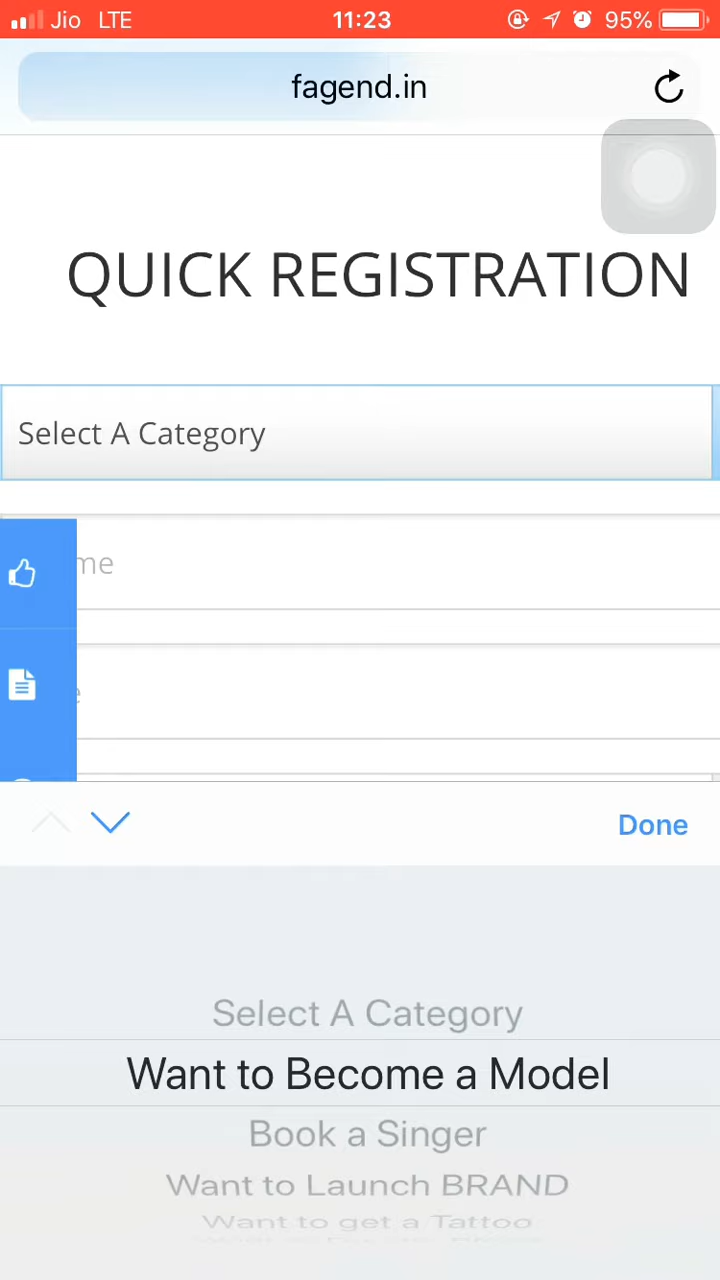 Jio LTE 11:23 95%
fagend.in
QUICK REGISTRATION
Select A Category
me
e
Done
Select A Category
Want to Become a Model
Book a Singer
Want to Launch BRAND
Want to get a Tattoo